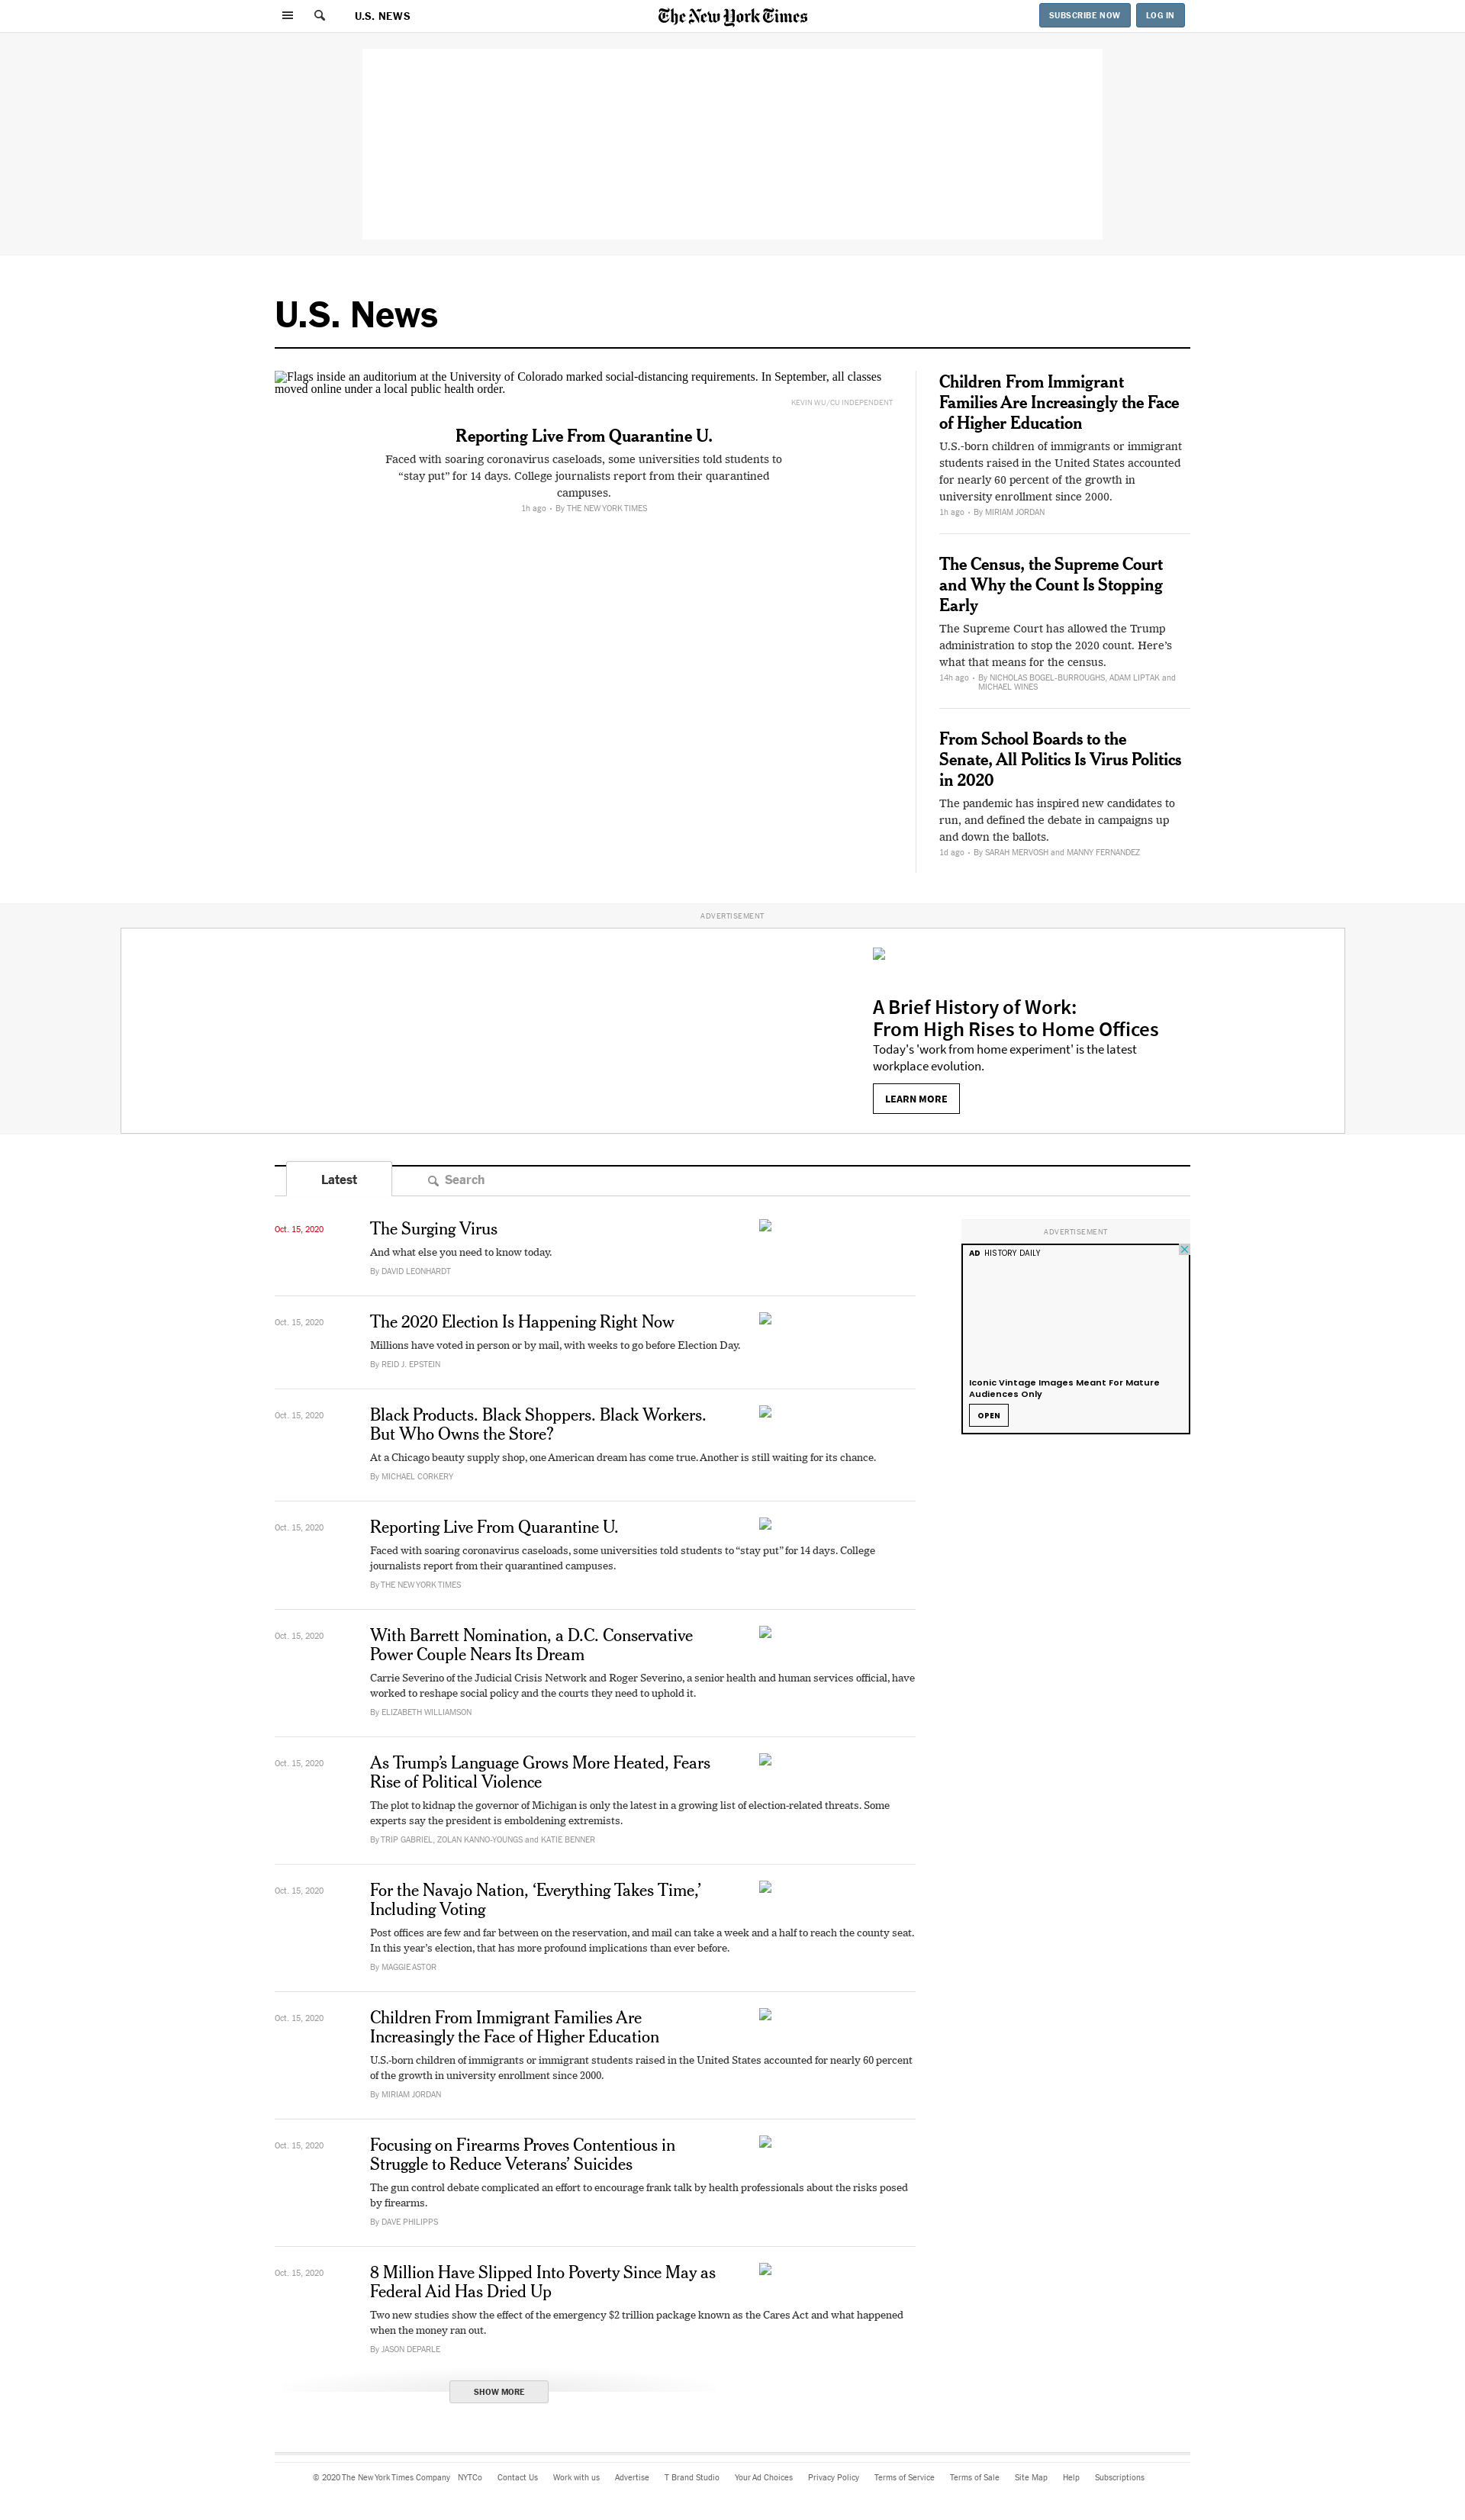 U.S. NEWS
The New York Times
SUBSCRIBE NOW
LOG IN
U.S. News
Flags inside an auditorium at the University of Colorado marked social-distancing requirements. In September, all classes
moved online under a local public health order.
KEVIN WU/CU INDEPENDENT
Reporting Live From Quarantine U.
Faced with soaring coronavirus caseloads, some universities told students to
“stay put” for 14 days. College journalists report from their quarantined
campuses.
1h ago • By THE NEW YORK TIMES
Children From Immigrant
Families Are Increasingly the Face
of Higher Education
U.S.-born children of immigrants or immigrant
students raised in the United States accounted
for nearly 60 percent of the growth in
university enrollment since 2000.
1h ago • By MIRIAM JORDAN
The Census, the Supreme Court
and Why the Count Is Stopping
Early
The Supreme Court has allowed the Trump
administration to stop the 2020 count. Here’s
what that means for the census.
14h ago • By NICHOLAS BOGEL-BURROUGHS, ADAM LIPTAK and
MICHAEL WINES
From School Boards to the
Senate, All Politics Is Virus Politics
in 2020
The pandemic has inspired new candidates to
run, and defined the debate in campaigns up
and down the ballots.
1d ago • By SARAH MERVOSH and MANNY FERNANDEZ
ADVERTISEMENT
A Brief History of Work:
From High Rises to Home Offices
Today's 'work from home experiment' is the latest
workplace evolution.
LEARN MORE
Latest
Search
Oct. 15, 2020
The Surging Virus
And what else you need to know today.
By DAVID LEONHARDT
Oct. 15, 2020
The 2020 Election Is Happening Right Now
Millions have voted in person or by mail, with weeks to go before Election Day.
By REID J. EPSTEIN
Oct. 15, 2020
Black Products. Black Shoppers. Black Workers.
But Who Owns the Store?
At a Chicago beauty supply shop, one American dream has come true. Another is still waiting for its chance.
By MICHAEL CORKERY
Oct. 15, 2020
Reporting Live From Quarantine U.
Faced with soaring coronavirus caseloads, some universities told students to “stay put” for 14 days. College
journalists report from their quarantined campuses.
By THE NEW YORK TIMES
Oct. 15, 2020
With Barrett Nomination, a D.C. Conservative
Power Couple Nears Its Dream
Carrie Severino of the Judicial Crisis Network and Roger Severino, a senior health and human services official, have
worked to reshape social policy and the courts they need to uphold it.
By ELIZABETH WILLIAMSON
Oct. 15, 2020
As Trump’s Language Grows More Heated, Fears
Rise of Political Violence
The plot to kidnap the governor of Michigan is only the latest in a growing list of election-related threats. Some
experts say the president is emboldening extremists.
By TRIP GABRIEL, ZOLAN KANNO-YOUNGS and KATIE BENNER
Oct. 15, 2020
For the Navajo Nation, ‘Everything Takes Time,’
Including Voting
Post offices are few and far between on the reservation, and mail can take a week and a half to reach the county seat.
In this year’s election, that has more profound implications than ever before.
By MAGGIE ASTOR
Oct. 15, 2020
Children From Immigrant Families Are
Increasingly the Face of Higher Education
U.S.-born children of immigrants or immigrant students raised in the United States accounted for nearly 60 percent
of the growth in university enrollment since 2000.
By MIRIAM JORDAN
Oct. 15, 2020
Focusing on Firearms Proves Contentious in
Struggle to Reduce Veterans’ Suicides
The gun control debate complicated an effort to encourage frank talk by health professionals about the risks posed
by firearms.
By DAVE PHILIPPS
Oct. 15, 2020
8 Million Have Slipped Into Poverty Since May as
Federal Aid Has Dried Up
Two new studies show the effect of the emergency $2 trillion package known as the Cares Act and what happened
when the money ran out.
By JASON DEPARLE
SHOW MORE
ADVERTISEMENT
AD HISTORY DAILY
Iconic Vintage Images Meant For Mature
Audiences Only
OPEN
© 2020 The New York Times Company NYTCo Contact Us Work with us Advertise T Brand Studio Your Ad Choices Privacy Policy Terms of Service Terms of Sale Site Map Help Subscriptions